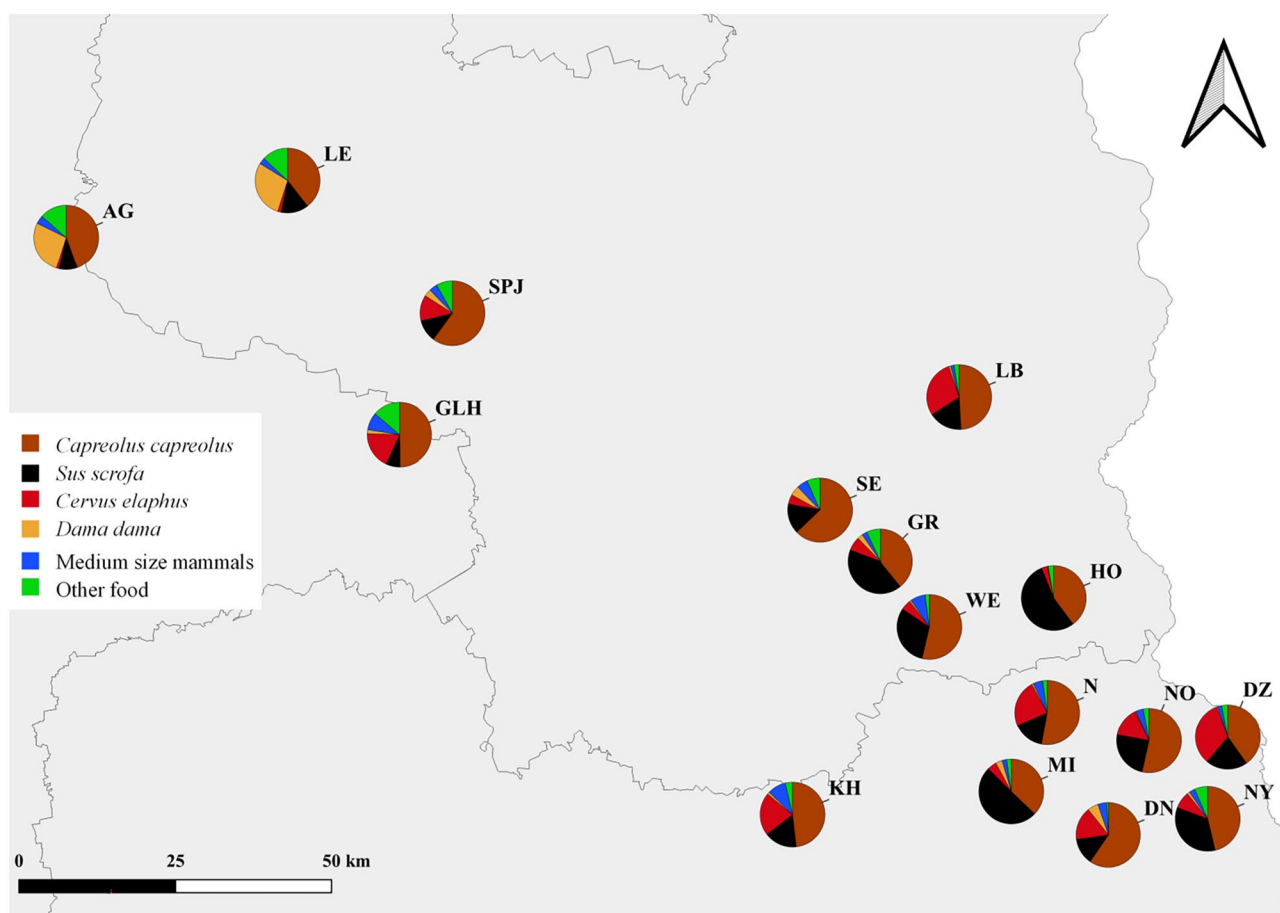 LE
AG
SPJ
LB
GLH
Capreolus capreolus
Sus scrofa
Cervus elaphus
Dama dama
Medium size mammals
Other food
SE
GR
HO
WE
N
NO
DZ
MI
KH
DN
NY
0 25 50 km